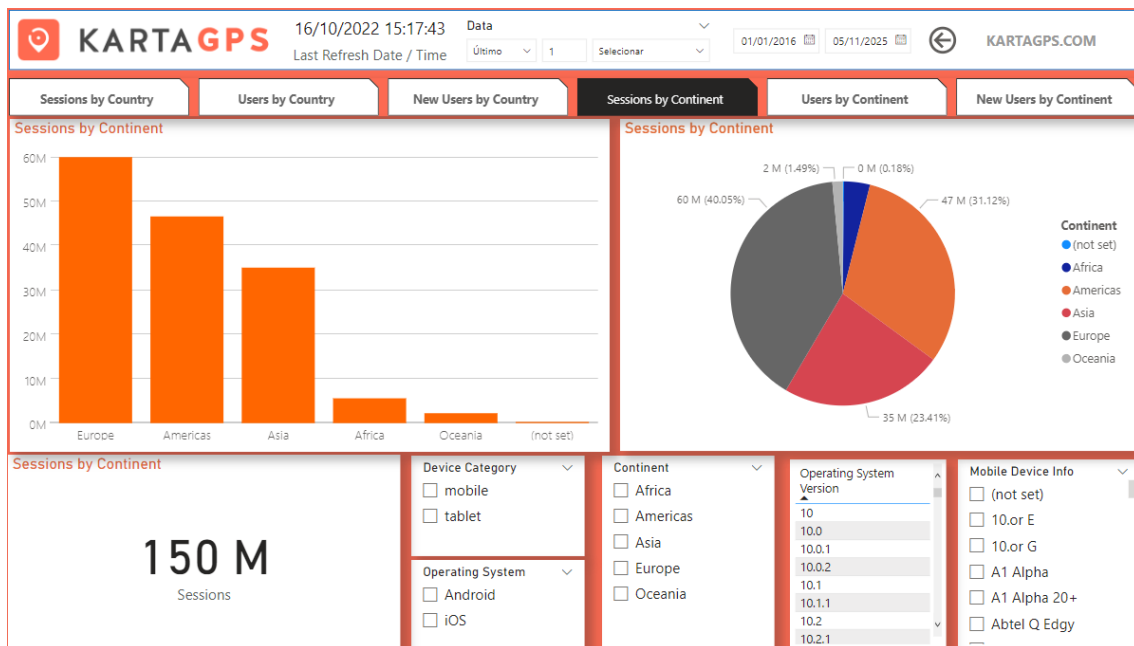 KARTAGPS
16/10/2022 15:17:43
Last Refresh Date / Time
Data
Último
1
Selecionar
01/01/2016
05/11/2025
KARTAGPS.COM
Sessions by Country
Users by Country
New Users by Country
Sessions by Continent
Users by Continent
New Users by Continent
Sessions by Continent
60M
50M
40M
30M
20M
10M
0M
Europe
Americas
Asia
Africa
Oceania
(not set)
Sessions by Continent
2 M (1.49%)
0 M (0.18%)
60 M (40.05%)
47 M (31.12%)
35 M (23.41%)
Continent
(not set)
Africa
Americas
Asia
Europe
Oceania
Sessions by Continent
150 M
Sessions
Device Category
mobile
tablet
Operating System
Android
iOS
Continent
Africa
Americas
Asia
Europe
Oceania
Operating System
Version
10
10.0
10.0.1
10.0.2
10.1
10.1.1
10.2
10.2.1
Mobile Device Info
(not set)
10.or E
10.or G
A1 Alpha
A1 Alpha 20+
Abtel Q Edgy